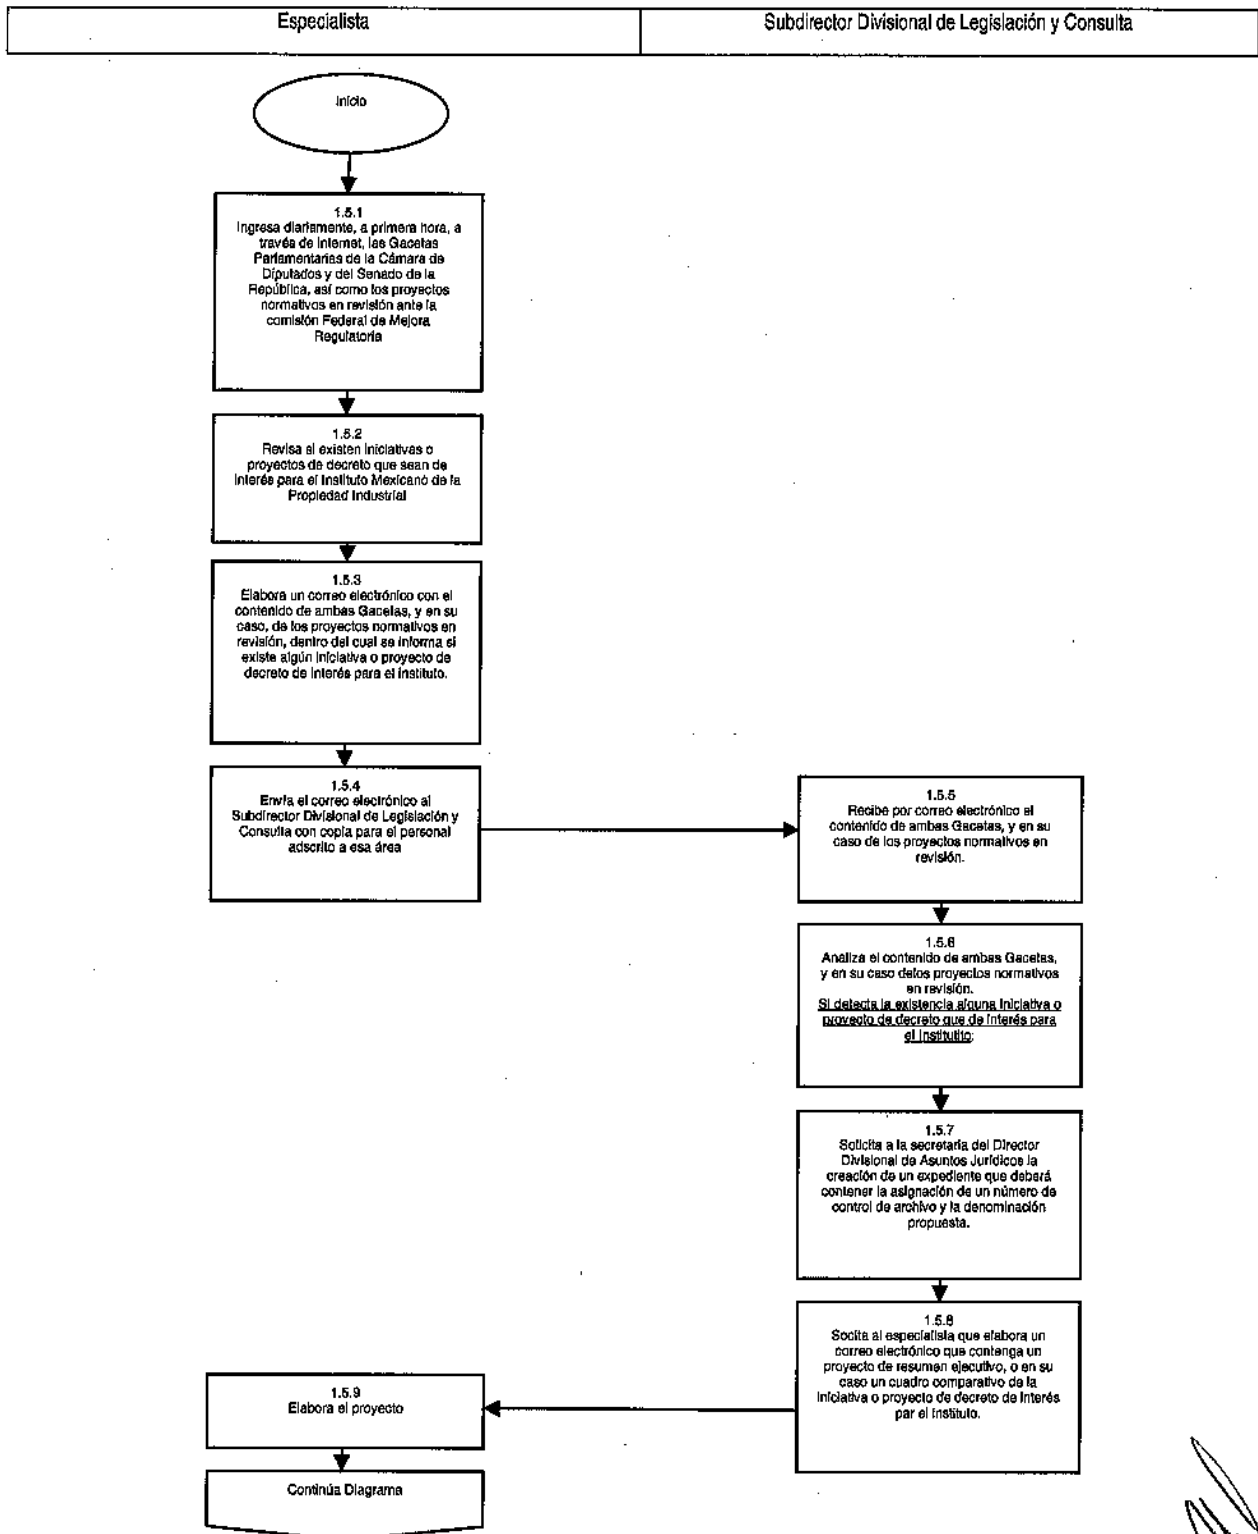 Especialista
Subdirector Divisional de Legislación y Consulta
Inicio
1.5.1
Ingresa diariamente, a primera hora, a
través de Internet, las Gacetas
Parlamentarias de la Cámara de
Diputados y del Senado de la
República, así como los proyectos
normativos en revisión ante la
comisión Federal de Mejora
Regulatoria
1.5.2
Revisa si existen iniciativas o
proyectos de decreto que sean de
interés para el Instituto Mexicano de la
Propiedad Industrial
1.5.3
Elabora un correo electrónico con el
contenido de ambas Gacetas, y en su
caso, de los proyectos normativos en
revisión, dentro del cual se informa si
existe algún iniciativa o proyecto de
decreto de interés para el Instituto.
1.5.4
Envía el correo electrónico al
Subdirector Divisional de Legislación y
Consulta con copia para el personal
adscrito a esa área
1.5.5
Recibe por correo electrónico el
contenido de ambas Gacetas, y en su
caso de los proyectos normativos en
revisión.
1.5.6
Analiza el contenido de ambas Gacetas,
y en su caso delos proyectos normativos
en revisión.
Si detecta la existencia alguna iniciativa o
proyecto de decreto que de interés para
el Institutito:
1.5.7
Solicita a la secretaria del Director
Divisional de Asuntos Jurídicos la
creación de un expediente que deberá
contener la asignación de un número de
control de archivo y la denominación
propuesta.
1.5.8
Socita al especialista que elabora un
correo electrónico que contenga un
proyecto de resumen ejecutivo, o en su
caso un cuadro comparativo de la
iniciativa o proyecto de decreto de interés
par el Instituto.
1.5.9
Elabora el proyecto
Continúa Diagrama